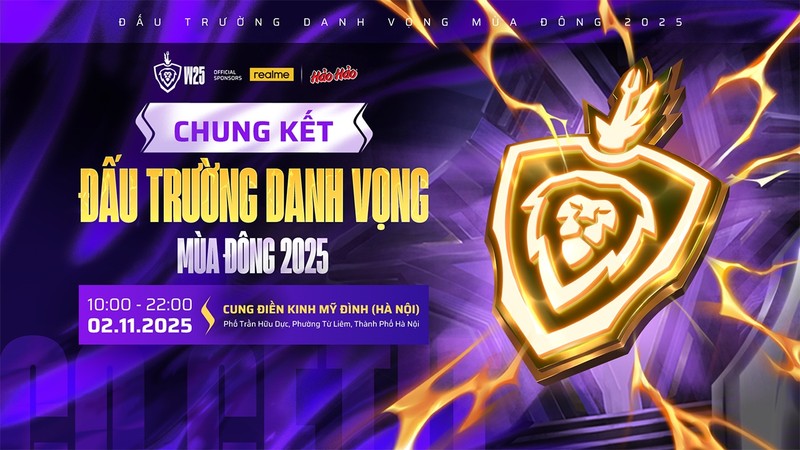 ĐẤU TRƯỜNG DANH VỌNG MÙA ĐÔNG 2025
W25 OFFICIAL SPONSORS realme Hảo Hảo
CHUNG KẾT
ĐẤU TRƯỜNG DANH VỌNG
MÙA ĐÔNG 2025
10:00 - 22:00
02.11.2025
CUNG ĐIỀN KINH MỸ ĐÌNH (HÀ NỘI)
Phố Trần Hữu Dực, Phường Từ Liêm, Thành Phố Hà Nội